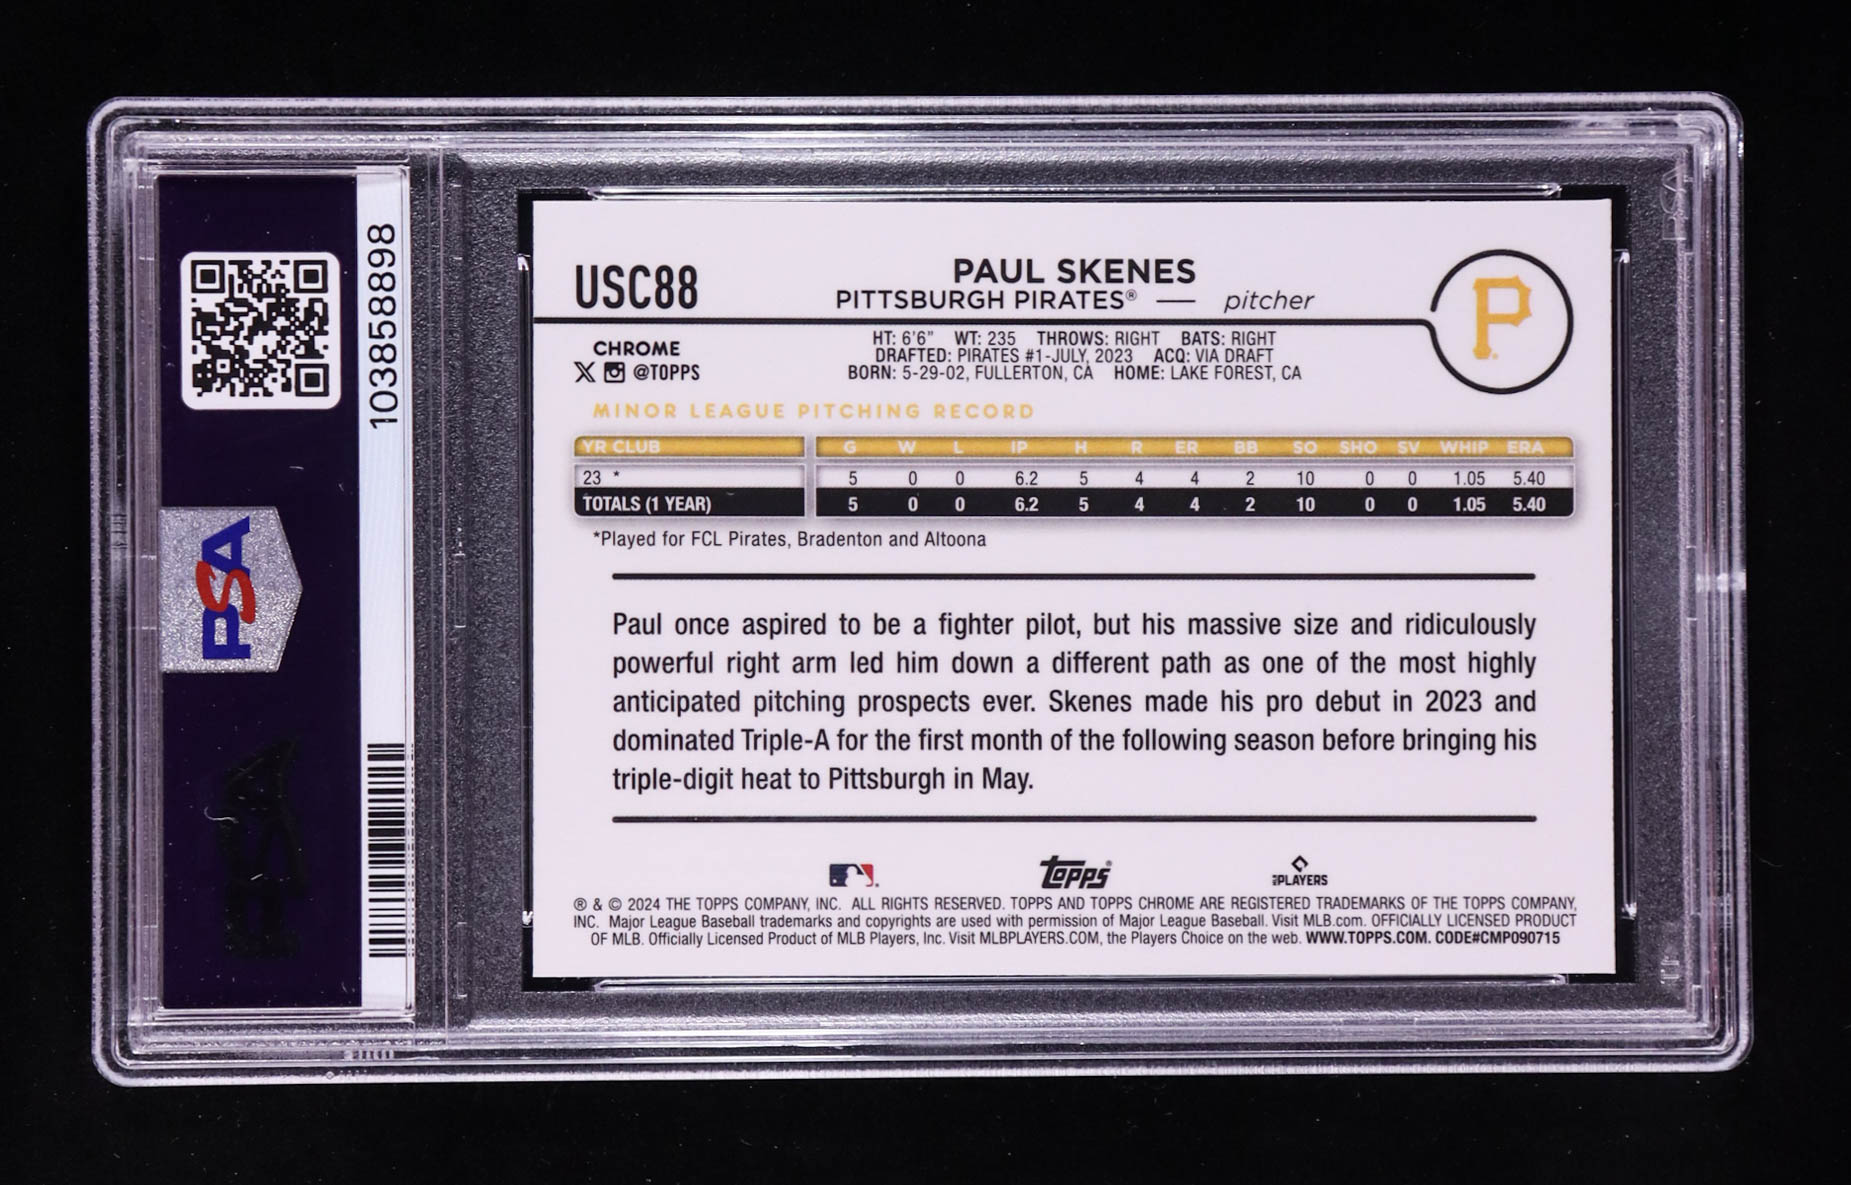 103858898
PSA
USC88
PAUL SKENES
PITTSBURGH PIRATES® — pitcher
P
CHROME
@TOPPS
HT: 6'6" WT: 235 THROWS: RIGHT BATS: RIGHT
DRAFTED: PIRATES #1-JULY, 2023 ACQ: VIA DRAFT
BORN: 5-29-02, FULLERTON, CA HOME: LAKE FOREST, CA
MINOR LEAGUE PITCHING RECORD
YR CLUB G W L IP H R ER BB SO SHO SV WHIP ERA
23 * 5 0 0 6.2 5 4 4 2 10 0 0 1.05 5.40
TOTALS (1 YEAR) 5 0 0 6.2 5 4 4 2 10 0 0 1.05 5.40
*Played for FCL Pirates, Bradenton and Altoona
Paul once aspired to be a fighter pilot, but his massive size and ridiculously
powerful right arm led him down a different path as one of the most highly
anticipated pitching prospects ever. Skenes made his pro debut in 2023 and
dominated Triple-A for the first month of the following season before bringing his
triple-digit heat to Pittsburgh in May.
topps® PLAYERS
® & © 2024 THE TOPPS COMPANY, INC. ALL RIGHTS RESERVED. TOPPS AND TOPPS CHROME ARE REGISTERED TRADEMARKS OF THE TOPPS COMPANY,
INC. Major League Baseball trademarks and copyrights are used with permission of Major League Baseball. Visit MLB.com. OFFICIALLY LICENSED PRODUCT
OF MLB. Officially Licensed Product of MLB Players, Inc. Visit MLBPLAYERS.COM, the Players Choice on the web. WWW.TOPPS.COM. CODE#CMP090715